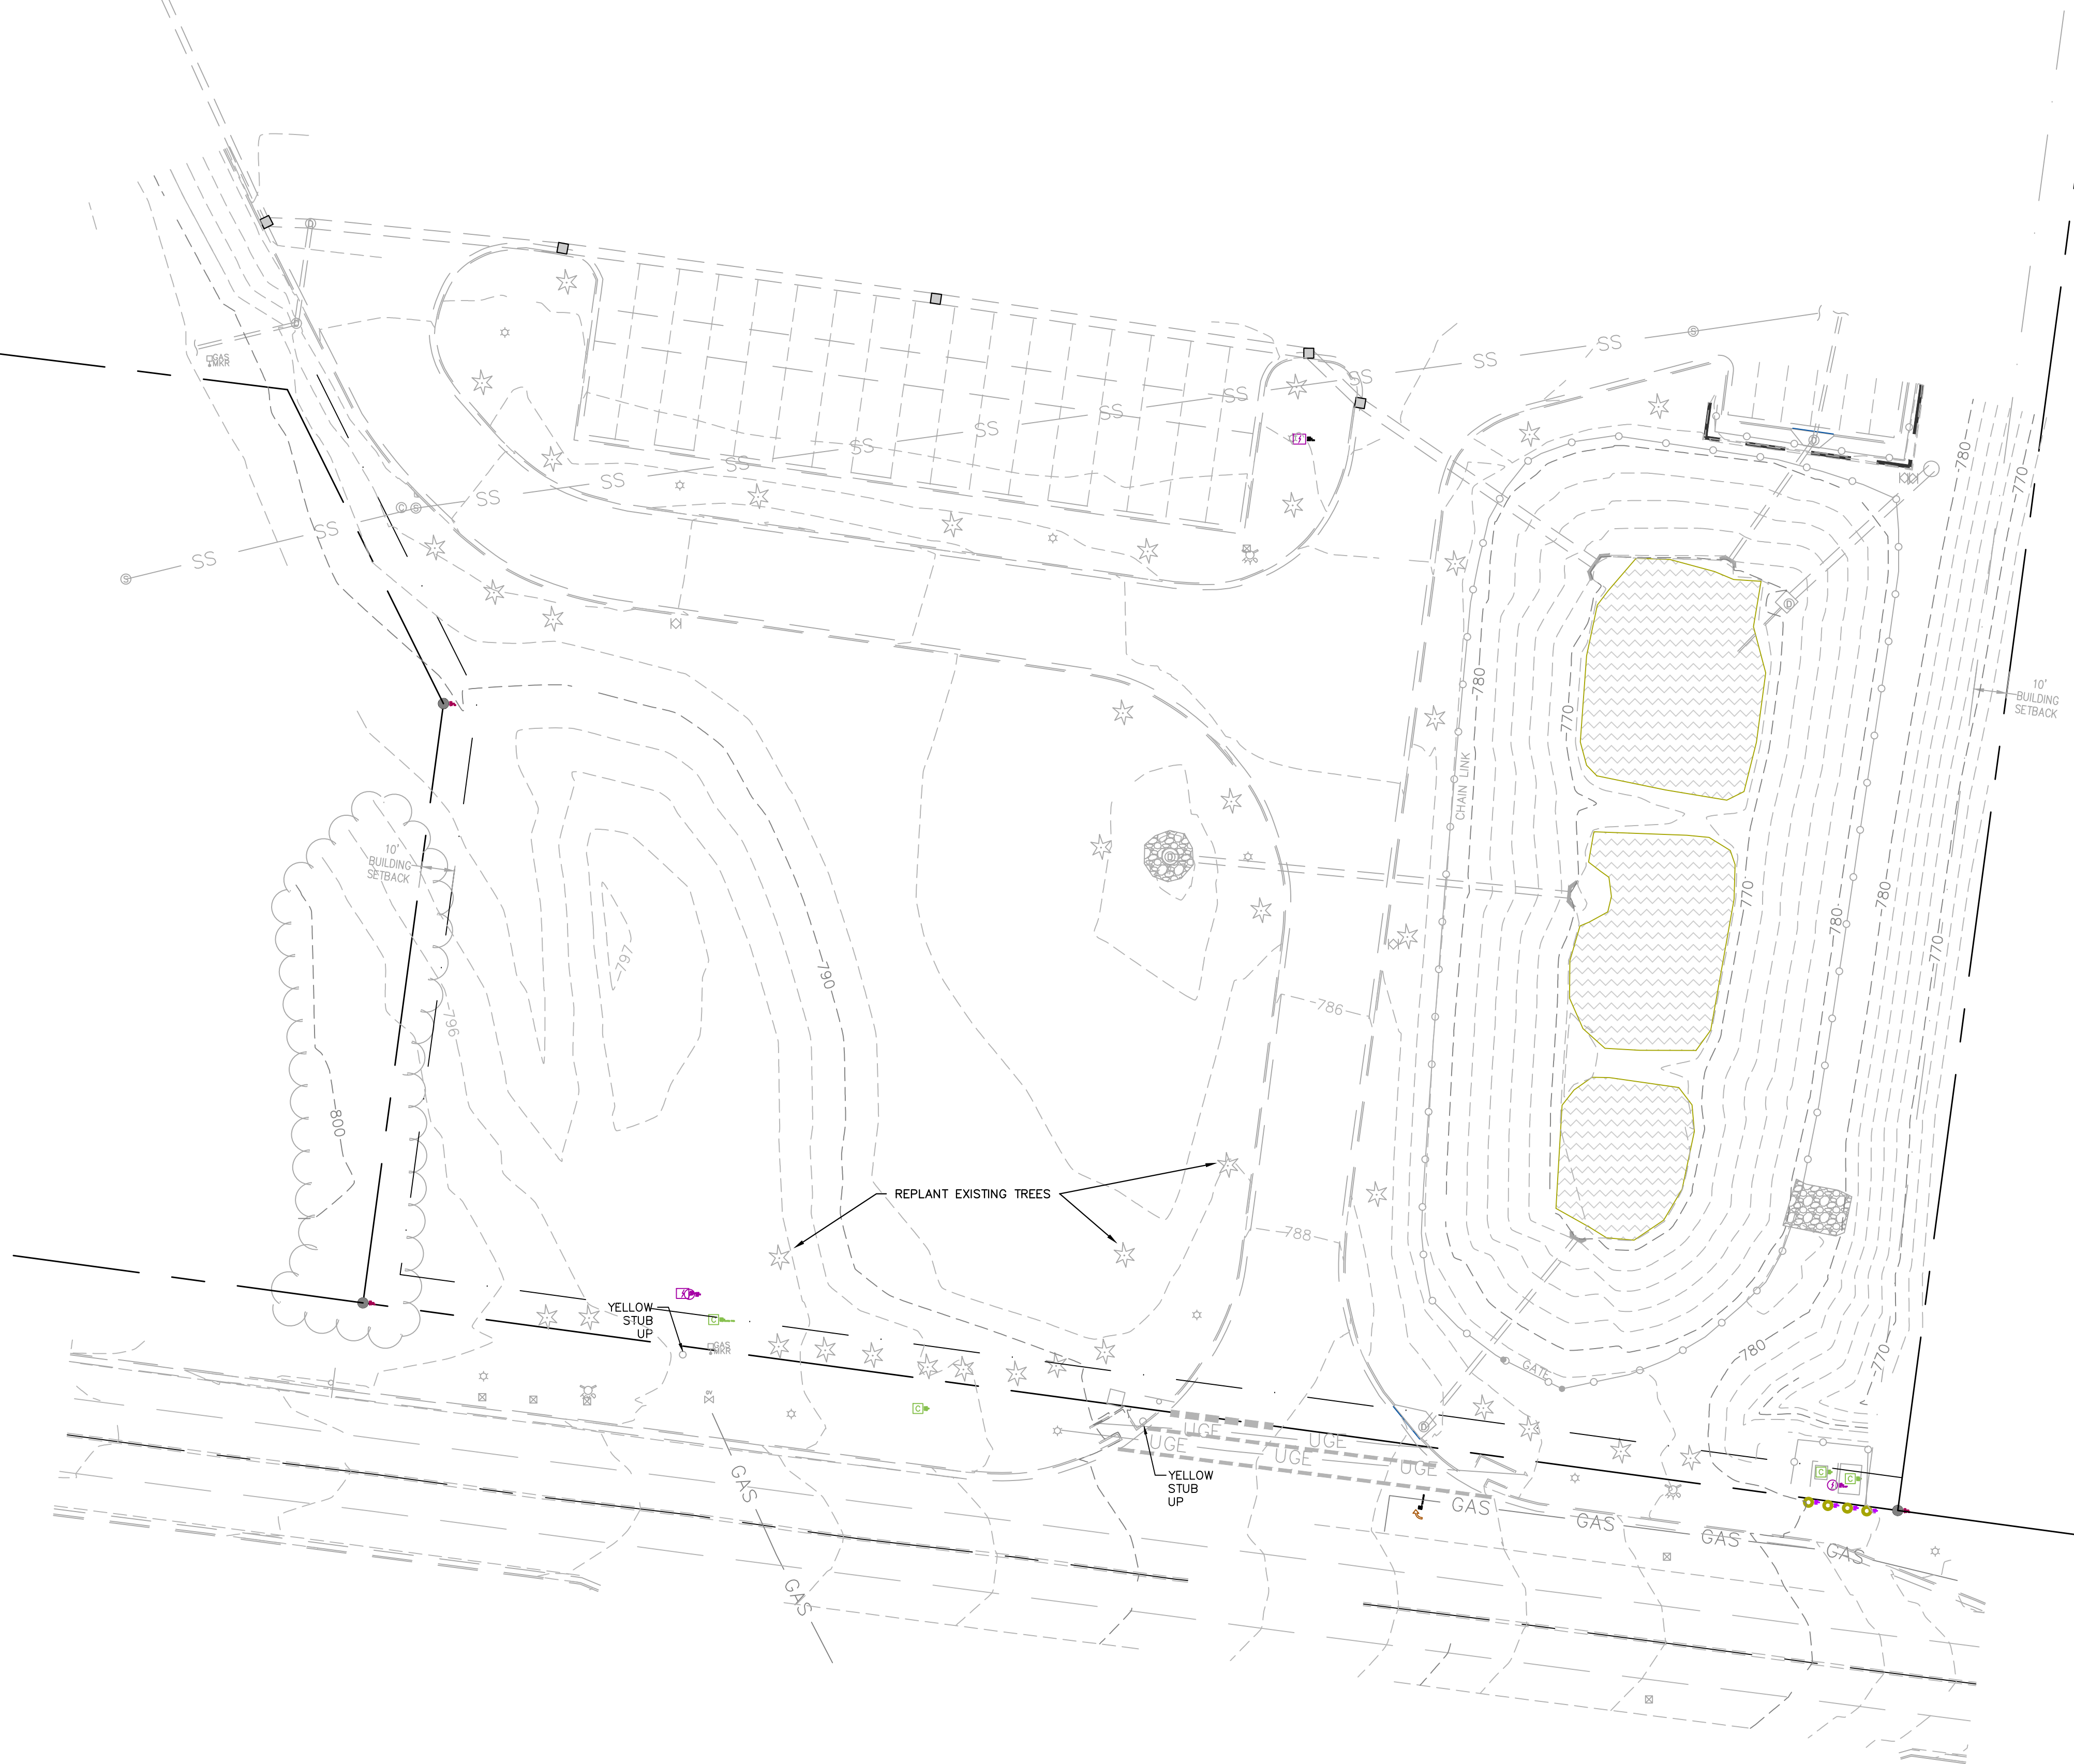 GAS
MKR
SS
SS
SS
SS
SS
SS
SS
SS
SS
SS
SS
S
C
S
S
D
D
D
780
770
10'
BUILDING
SETBACK
780
770
CHAIN LINK
10'
BUILDING
SETBACK
D
D
797
790
796
786
770
780
780
770
800
REPLANT EXISTING TREES
788
YELLOW
STUB
UP
C
GAS
MKR
GV
C
GATE
780
770
D
UGE
UGE
UGE
UGE
UGE
YELLOW
STUB
UP
C
C
GAS
GAS
GAS
GAS
GAS
GAS